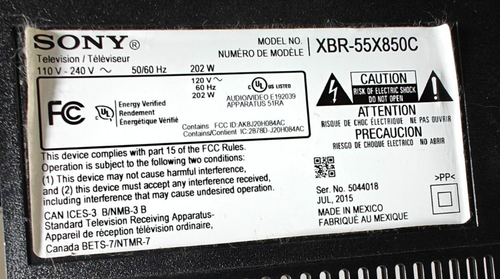 SONY®
MODEL NO.
NUMÉRO DE MODÈLE
XBR-55X850C
Television / Téléviseur
110 V - 240 V ~ 50/60 Hz 202 W
120 V ~
60 Hz
202 W
UL US LISTED
AUDIO/VIDEO E192039
APPARATUS 51RA
FC
Energy Verified
Rendement
Énergétique Vérifié
Contains FCC ID:AK8J20H084AC
Contains/Contient IC:2878D-J20H084AC
CAUTION
RISK OF ELECTRIC SHOCK
DO NOT OPEN
ATTENTION
RISQUE DE CHOC ÉLECTRIQUE NE PAS OUVRIR
PRECAUCION
RIESGO DE CHOQUE ELECTRICO NO ABRIR
This device complies with part 15 of the FCC Rules.
Operation is subject to the following two conditions:
(1) This device may not cause harmful interference,
and (2) this device must accept any interference received,
including interference that may cause undesired operation.
CAN ICES-3 B/NMB-3 B
Standard Television Receiving Apparatus-
Appareil de réception télévision ordinaire,
Canada BETS-7/NTMR-7
Ser. No. 5044018
JUL, 2015
MADE IN MEXICO
FABRIQUÉ AU MEXIQUE
>PP<